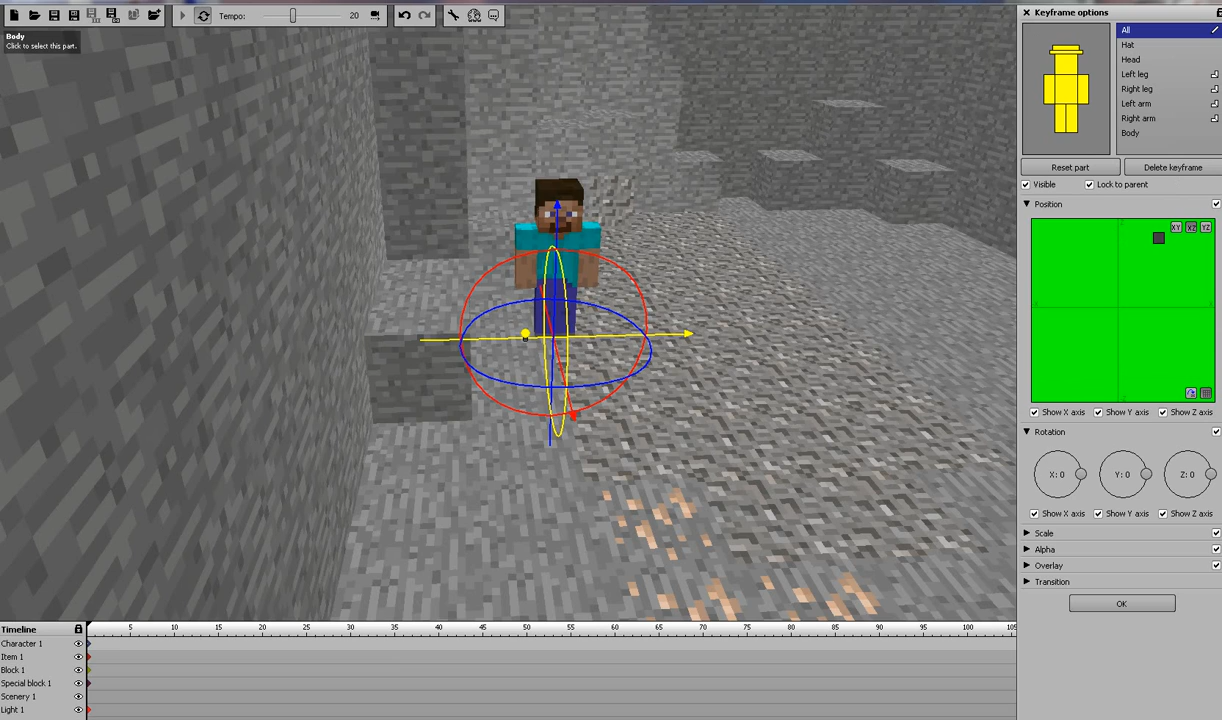 Tempo: 20
Body
Click to select this part.
Keyframe options
All
Hat
Head
Left leg
Right leg
Left arm
Right arm
Body
Reset part Delete keyframe
Visible Lock to parent
Position
XY XZ YZ
Show X axis Show Y axis Show Z axis
Rotation
X: 0 Y: 0 Z: 0
Show X axis Show Y axis Show Z axis
Scale
Alpha
Overlay
Transition
OK
Timeline 5 10 15 20 25 30 35 40 45 50 55 60 65 70 75 80 85 90 95 100 105
Character 1
Item 1
Block 1
Special block 1
Scenery 1
Light 1